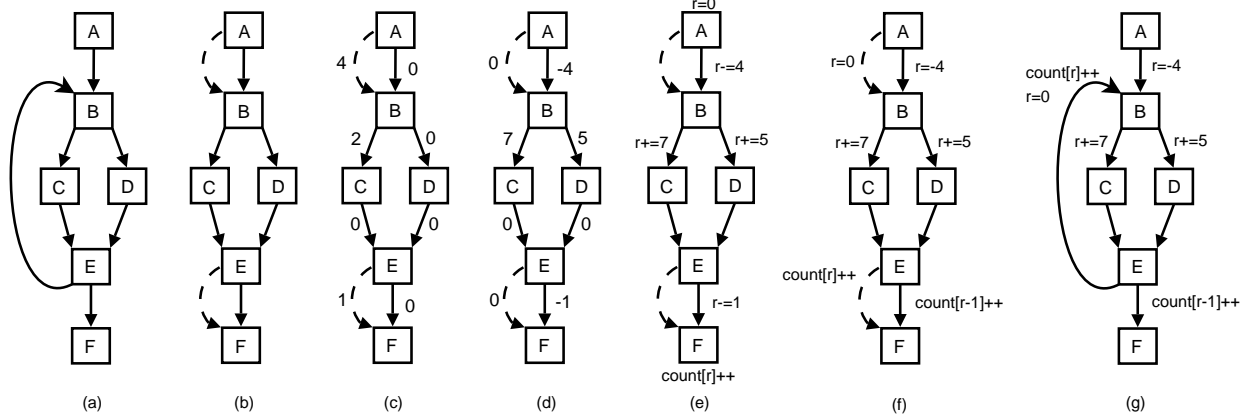 A
B
C D
E
F
(a)
A
B
C D
E
F
(b)
A
4 0
B
2 0
C D
0 0
E
1 0
F
(c)
A
0 -4
B
7 5
C D
0 0
E
0 -1
F
(d)
r=0
A
r-=4
B
r+=7 r+=5
C D
E
r-=1
F
count[r]++
(e)
A
r=0 r=-4
B
r+=7 r+=5
C D
E
count[r]++
count[r-1]++
F
(f)
A
r=-4
count[r]++
r=0
B
r+=7 r+=5
C D
E
count[r-1]++
F
(g)